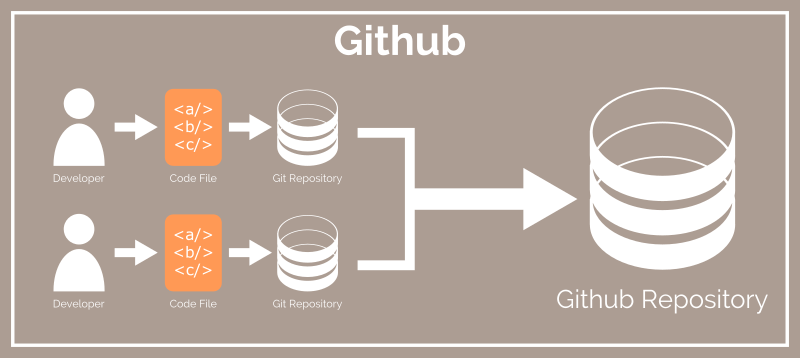 Github
<a/>
<b/>
<c/>
Developer
Code File
Git Repository
<a/>
<b/>
<c/>
Developer
Code File
Git Repository
Github Repository